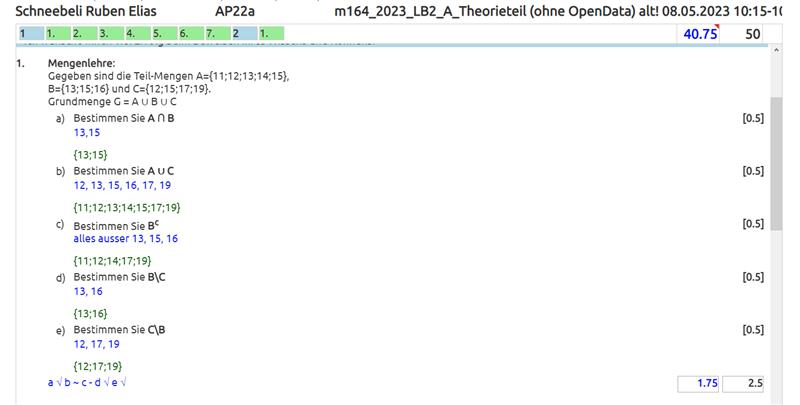 Schneebeli Ruben Elias AP22a m164_2023_LB2_A_Theorieteil (ohne OpenData) alt! 08.05.2023 10:15-10
1 1. 2. 3. 4. 5. 6. 7. 2 1. 40.75 50
1. Mengenlehre:
Gegeben sind die Teil-Mengen A={11;12;13;14;15},
B={13;15;16} und C={12;15;17;19}.
Grundmenge G = A ∪ B ∪ C
a) Bestimmen Sie A ∩ B [0.5]
13,15
{13;15}
b) Bestimmen Sie A ∪ C [0.5]
12, 13, 15, 16, 17, 19
{11;12;13;14;15;17;19}
c) Bestimmen Sie Bᶜ [0.5]
alles ausser 13, 15, 16
{11;12;14;17;19}
d) Bestimmen Sie B\C [0.5]
13, 16
{13;16}
e) Bestimmen Sie C\B [0.5]
12, 17, 19
{12;17;19}
a √ b ~ c - d √ e √ 1.75 2.5